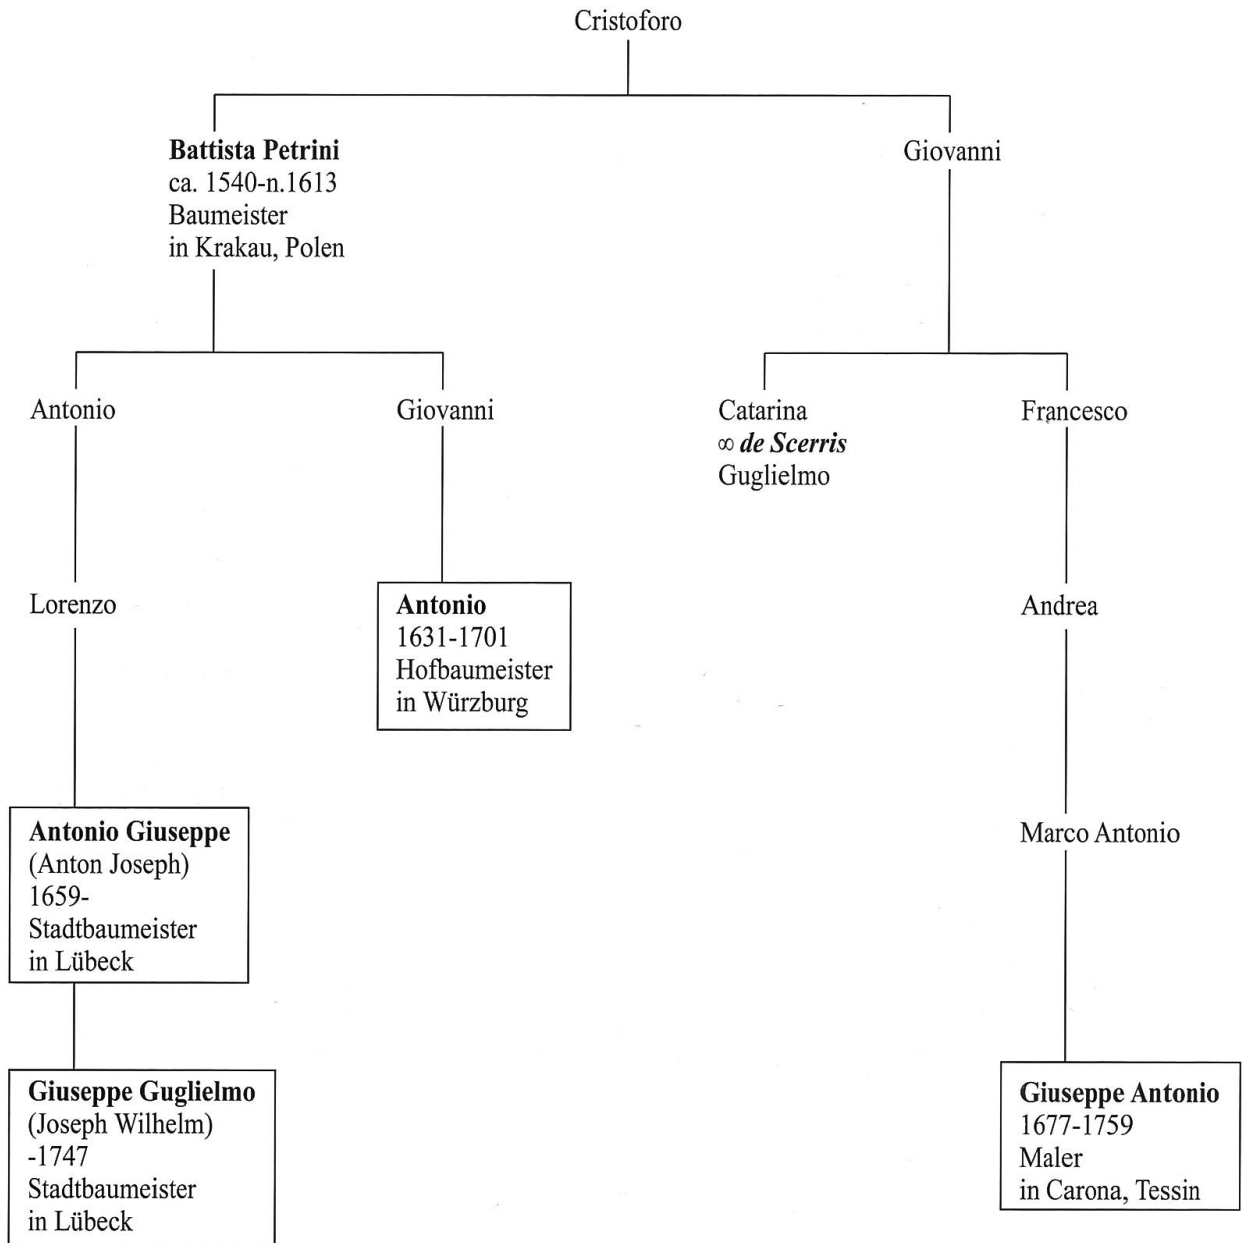 Cristoforo
Battista Petrini
ca. 1540-n.1613
Baumeister
in Krakau, Polen
Giovanni
Antonio
Giovanni
Catarina
∞ de Scerris
Guglielmo
Francesco
Lorenzo
Antonio
1631-1701
Hofbaumeister
in Würzburg
Andrea
Antonio Giuseppe
(Anton Joseph)
1659-
Stadtbaumeister
in Lübeck
Marco Antonio
Giuseppe Guglielmo
(Joseph Wilhelm)
-1747
Stadtbaumeister
in Lübeck
Giuseppe Antonio
1677-1759
Maler
in Carona, Tessin